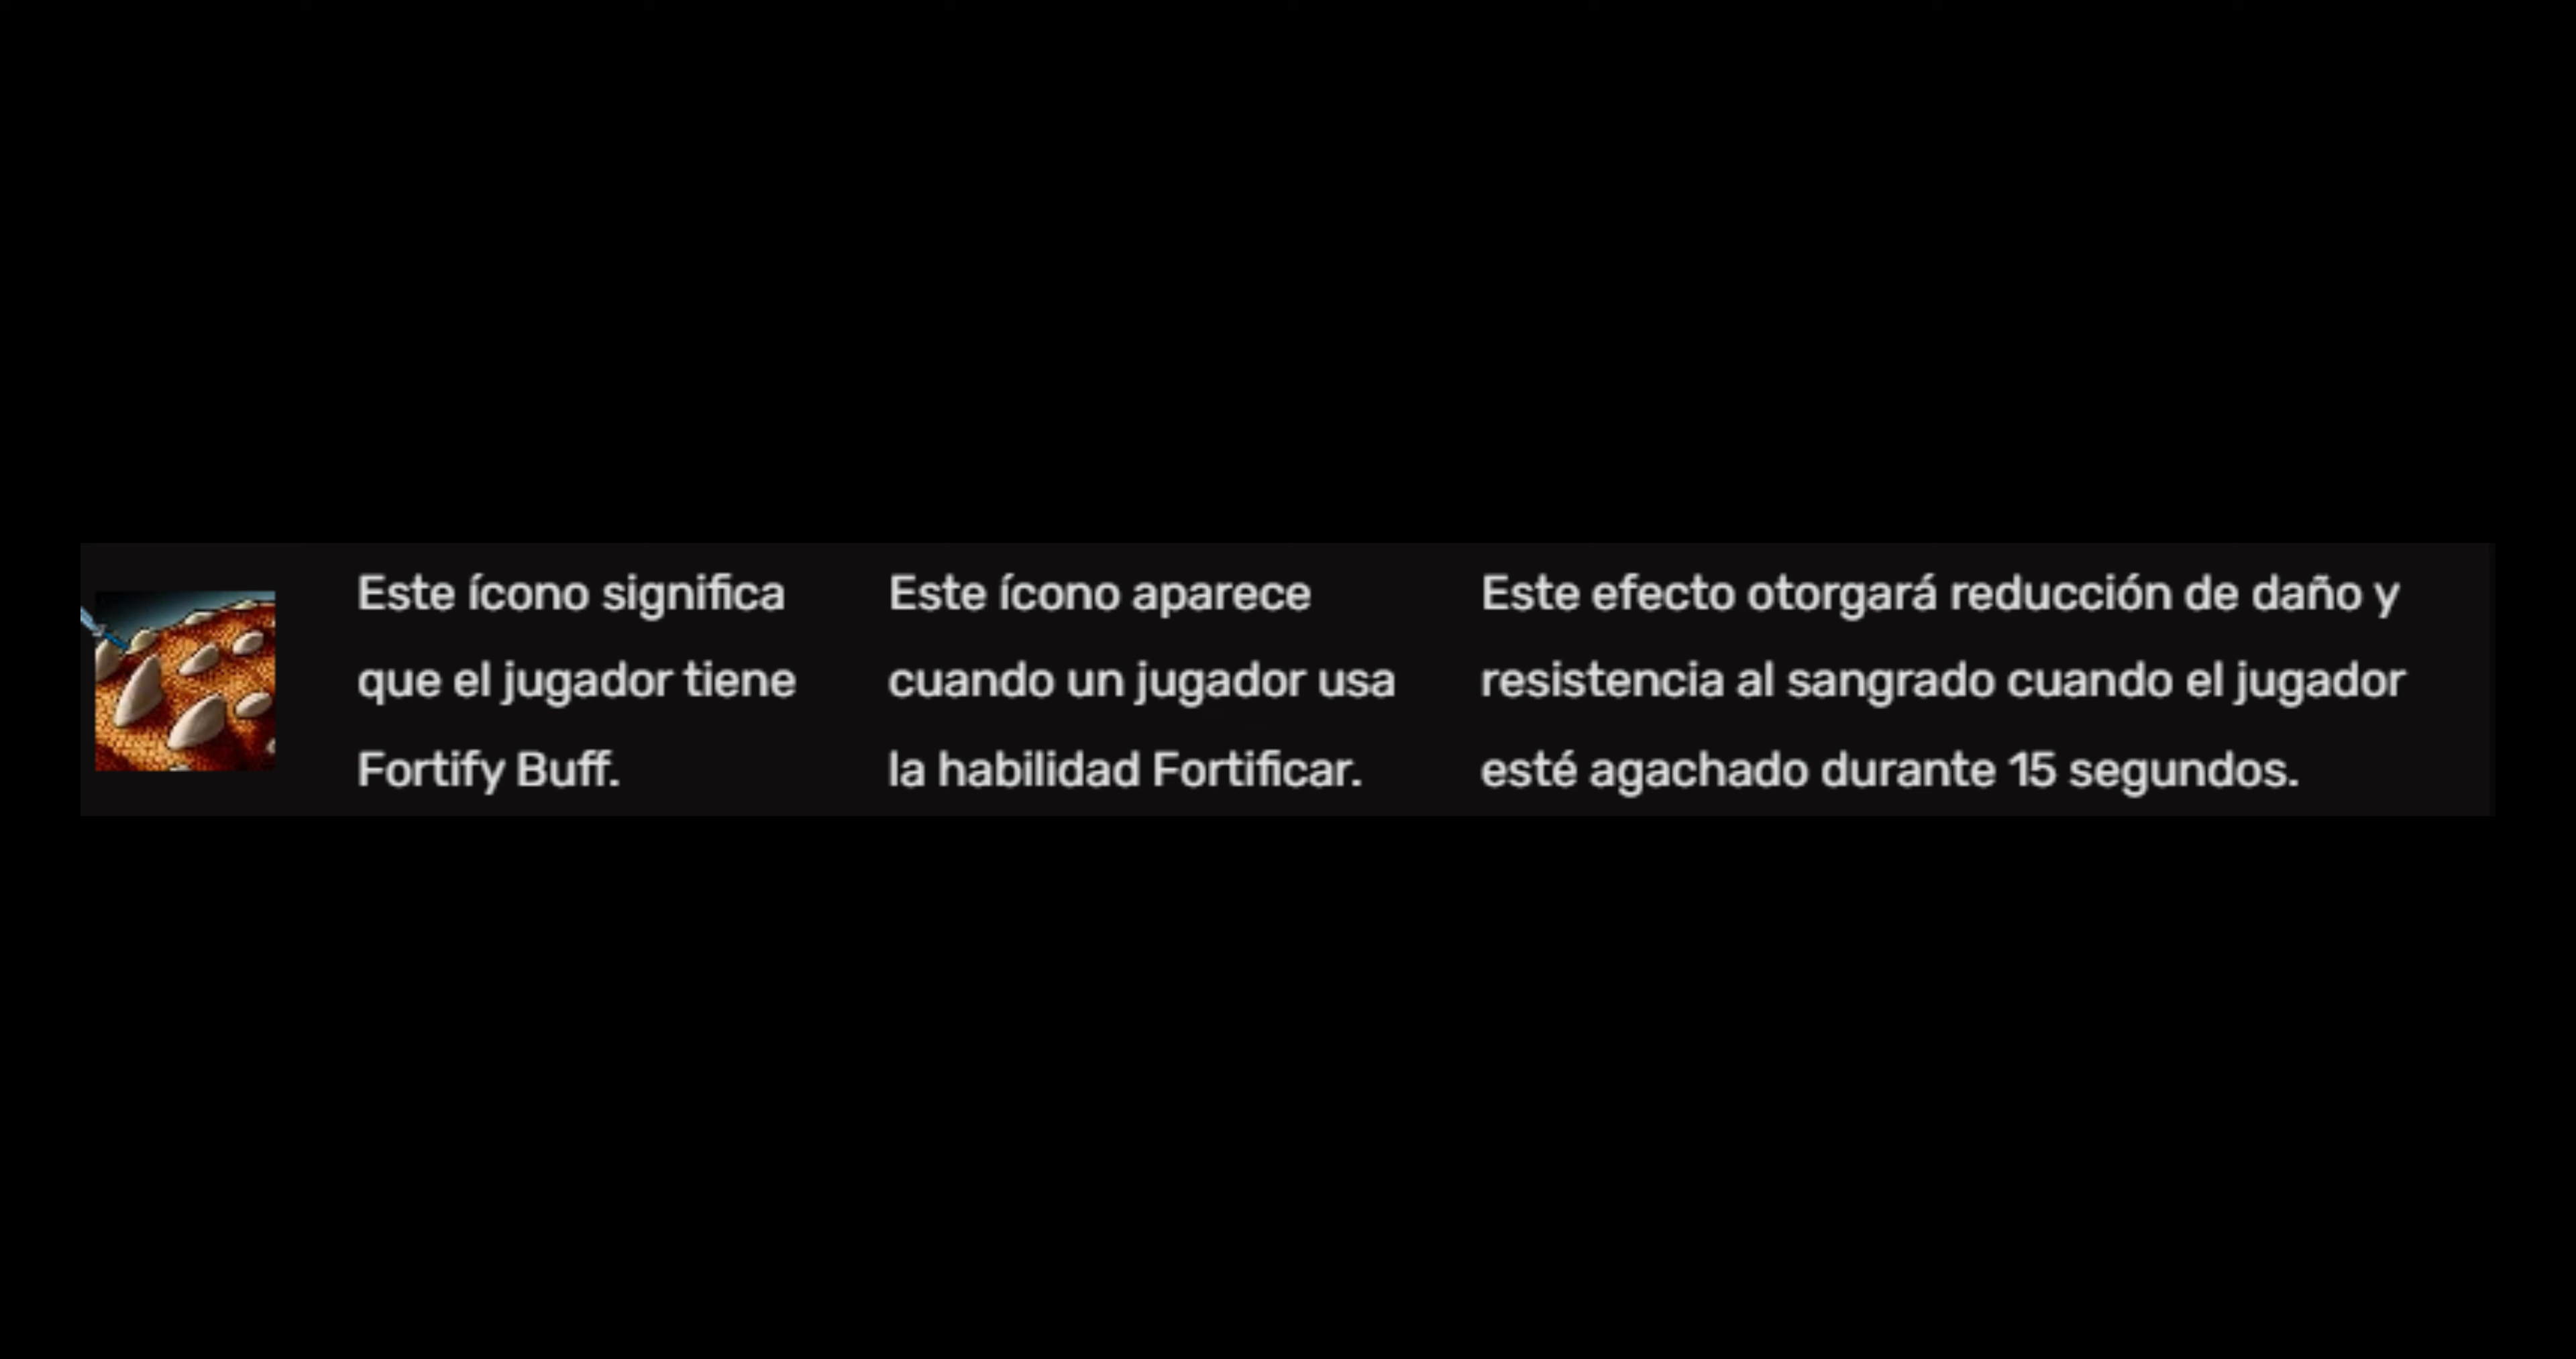 Este ícono significa
que el jugador tiene
Fortify Buff.
Este ícono aparece
cuando un jugador usa
la habilidad Fortificar.
Este efecto otorgará reducción de daño y
resistencia al sangrado cuando el jugador
esté agachado durante 15 segundos.